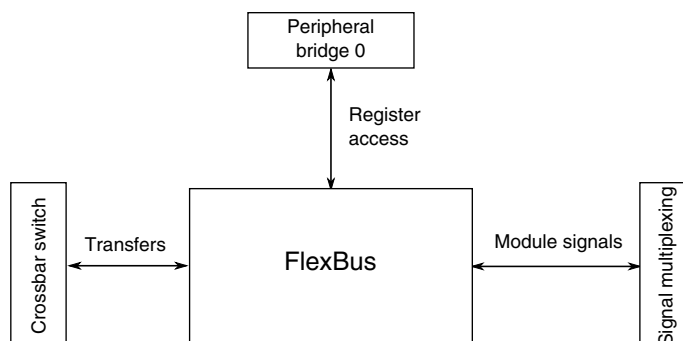 Peripheral
bridge 0
Register
access
Crossbar switch
Transfers
FlexBus
Module signals
Signal multiplexing